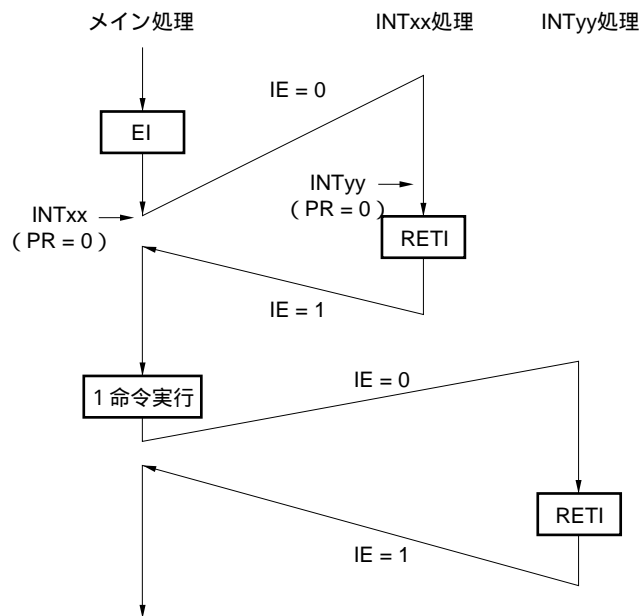 メイン処理 INTxx処理 INTyy処理
IE = 0
EI
INTyy
（PR = 0）
INTxx
（PR = 0）
RETI
IE = 1
IE = 0
1 命令実行
RETI
IE = 1